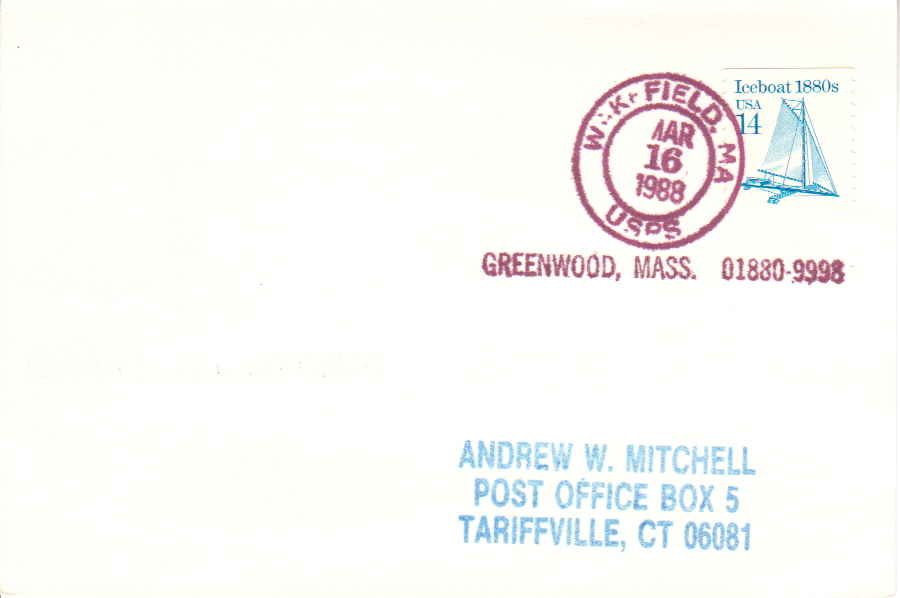 Iceboat 1880s
USA
14
WAKEFIELD, MA
MAR
16
1988
USPS
GREENWOOD, MASS. 01880-9998
ANDREW W. MITCHELL
POST OFFICE BOX 5
TARIFFVILLE, CT 06081